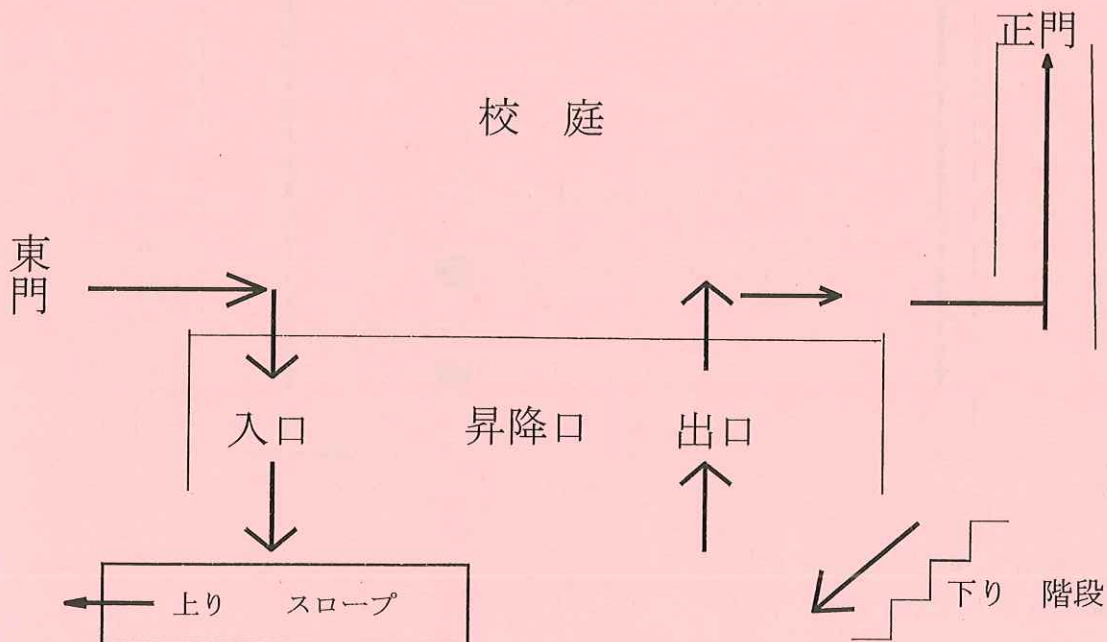 正門
校　庭
東門
入口　昇降口　出口
上り　スロープ
下り　階段